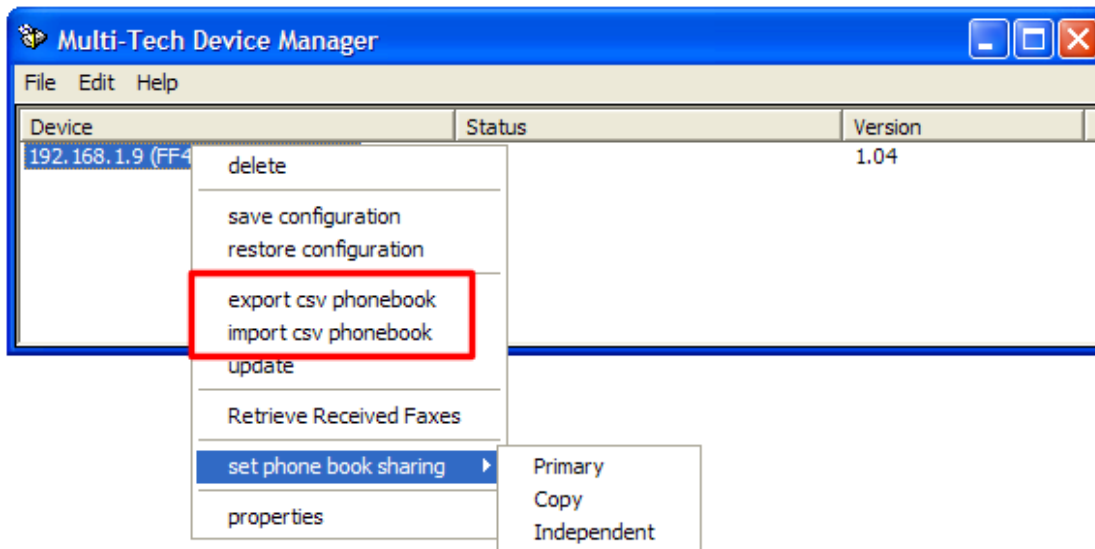 Multi-Tech Device Manager
File Edit Help
Device Status Version
192.168.1.9 (FF4 1.04
delete
save configuration
restore configuration
export csv phonebook
import csv phonebook
update
Retrieve Received Faxes
set phone book sharing
Primary
Copy
properties
Independent